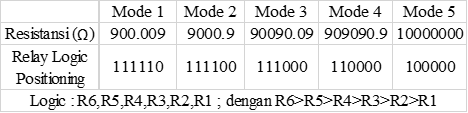 Mode 1 Mode 2 Mode 3 Mode 4 Mode 5
Resistansi (Ω) 900.009 9000.9 90090.09 909090.9 10000000
Relay Logic
Positioning 111110 111100 111000 110000 100000
Logic : R6,R5,R4,R3,R2,R1 ; dengan R6>R5>R4>R3>R2>R1